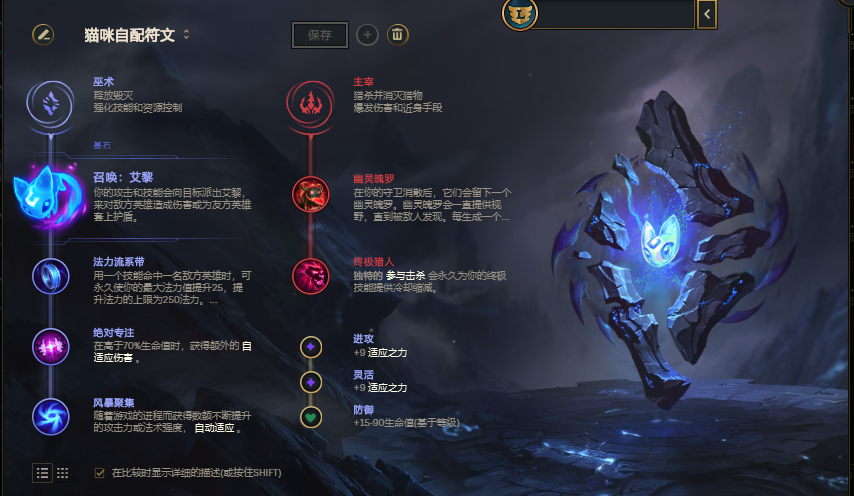 猫咪自配符文
保存
巫术
释放毁灭
强化技能和资源控制
基石
召唤：艾黎
你的攻击和技能会向目标派出艾黎，
来对敌方英雄造成伤害或为友方英雄
套上护盾。
法力流系带
用一个技能命中一名敌方英雄时，可
永久使你的最大法力值提升25，提
升法力的上限为250法力。...
绝对专注
在高于70%生命值时，获得额外的 自
适应伤害 。
风暴聚集
随着游戏的进程而获得数额不断提升
的攻击力或法术强度，自动适应 。
主宰
猎杀并消灭猎物
爆发伤害和近身手段
幽灵魄罗
在你的守卫消散后，它们会留下一个
幽灵魄罗。幽灵魄罗会一直提供视
野，直到被敌人发现。每生成一个...
终极猎人
独特的 参与击杀 会永久为你的终极
技能提供冷却缩减。
进攻
+9 适应之力
灵活
+9 适应之力
防御
+15-90生命值(基于等级)
在比较时显示详细的描述(或按住SHIFT)